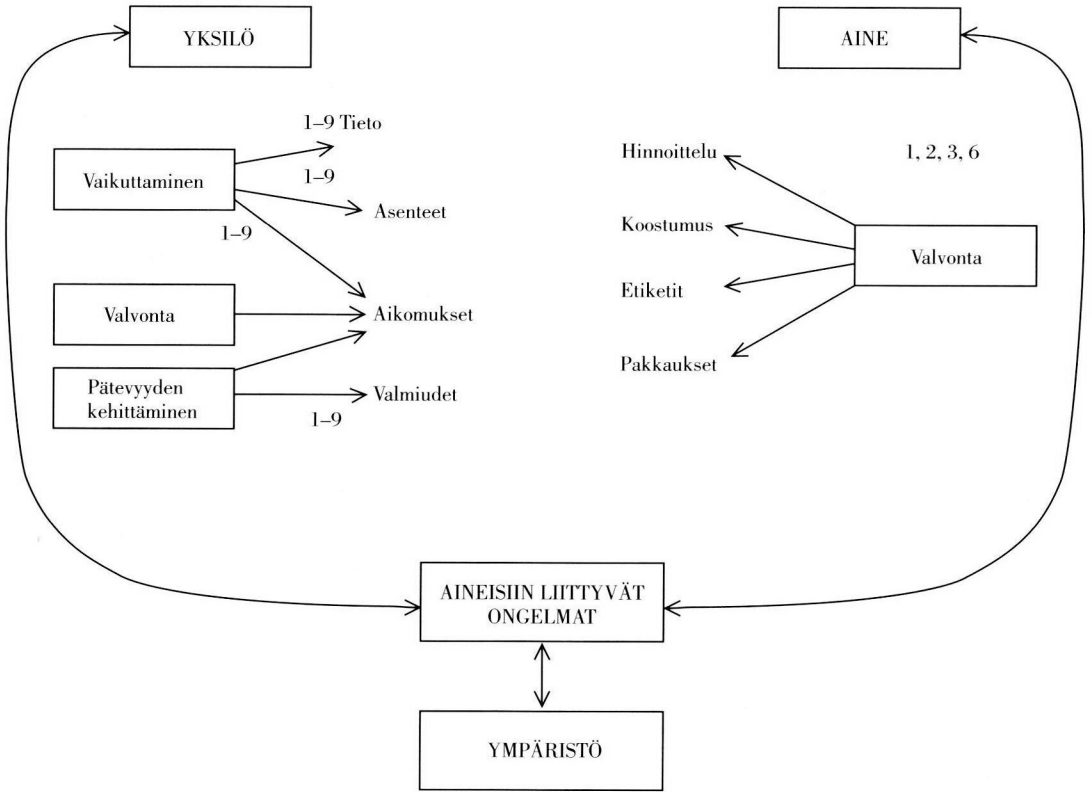 YKSILÖ
AINE
1–9 Tieto
Vaikuttaminen
1–9
Asenteet
1–9
Valvonta
Aikomukset
Pätevyyden
kehittäminen
Valmiudet
1–9
Hinnoittelu
1, 2, 3, 6
Koostumus
Valvonta
Etiketit
Pakkaukset
AINEISIIN LIITTYVÄT
ONGELMAT
YMPÄRISTÖ